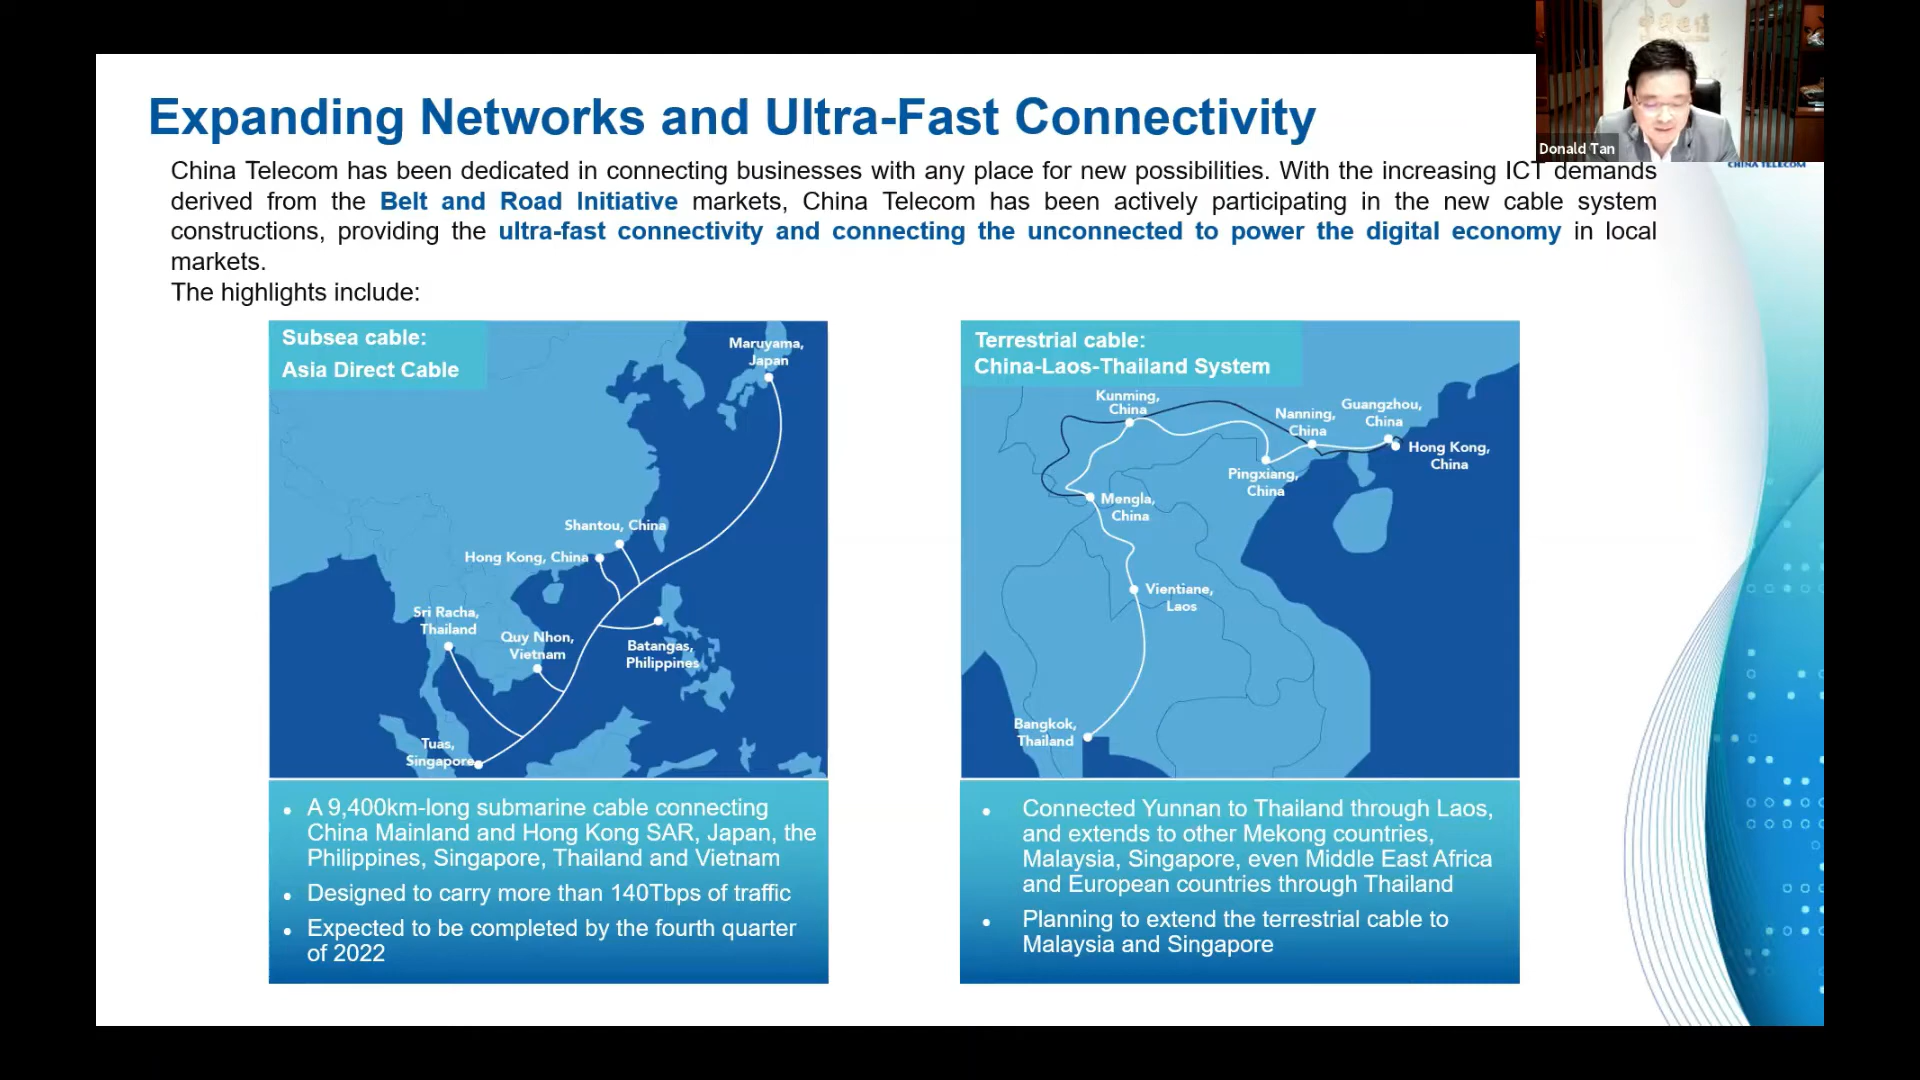 Expanding Networks and Ultra-Fast Connectivity
Donald Tan
CHINA TELECOM
China Telecom has been dedicated in connecting businesses with any place for new possibilities. With the increasing ICT demands
derived from the Belt and Road Initiative markets, China Telecom has been actively participating in the new cable system
constructions, providing the ultra-fast connectivity and connecting the unconnected to power the digital economy in local
markets.
The highlights include:
Subsea cable:
Asia Direct Cable
Maruyama,
Japan
Shantou, China
Hong Kong, China
Sri Racha,
Thailand
Quy Nhon,
Vietnam
Batangas,
Philippines
Tuas,
Singapore
• A 9,400km-long submarine cable connecting
China Mainland and Hong Kong SAR, Japan, the
Philippines, Singapore, Thailand and Vietnam
• Designed to carry more than 140Tbps of traffic
• Expected to be completed by the fourth quarter
of 2022
Terrestrial cable:
China-Laos-Thailand System
Kunming,
China
Nanning,
China
Guangzhou,
China
Hong Kong,
China
Pingxiang,
China
Mengla,
China
Vientiane,
Laos
Bangkok,
Thailand
• Connected Yunnan to Thailand through Laos,
and extends to other Mekong countries,
Malaysia, Singapore, even Middle East Africa
and European countries through Thailand
• Planning to extend the terrestrial cable to
Malaysia and Singapore